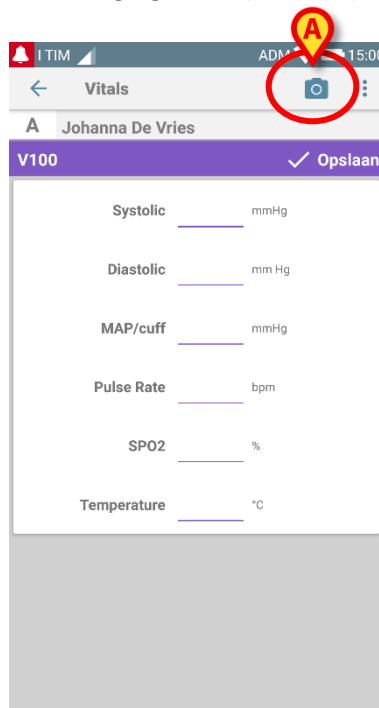 A
I TIM ADM 15:00
Vitals
A Johanna De Vries
V100 Opslaan
Systolic mmHg
Diastolic mm Hg
MAP/cuff mmHg
Pulse Rate bpm
SPO2 %
Temperature °C